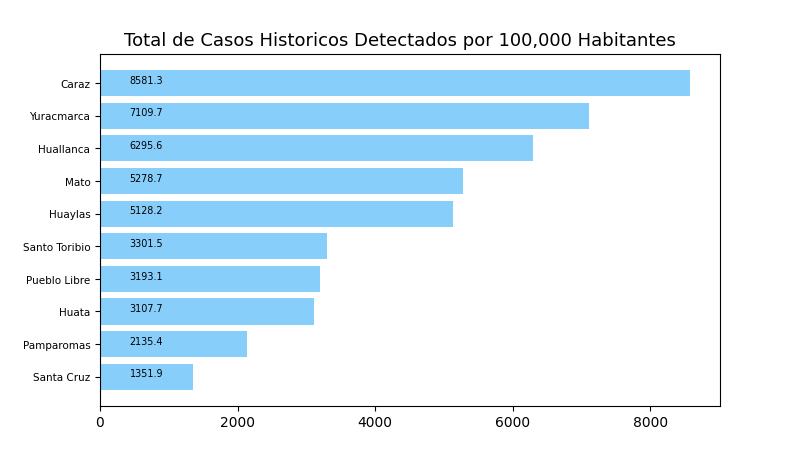 Total de Casos Historicos Detectados por 100,000 Habitantes
Caraz 8581.3
Yuracmarca 7109.7
Huallanca 6295.6
Mato 5278.7
Huaylas 5128.2
Santo Toribio 3301.5
Pueblo Libre 3193.1
Huata 3107.7
Pamparomas 2135.4
Santa Cruz 1351.9
0 2000 4000 6000 8000